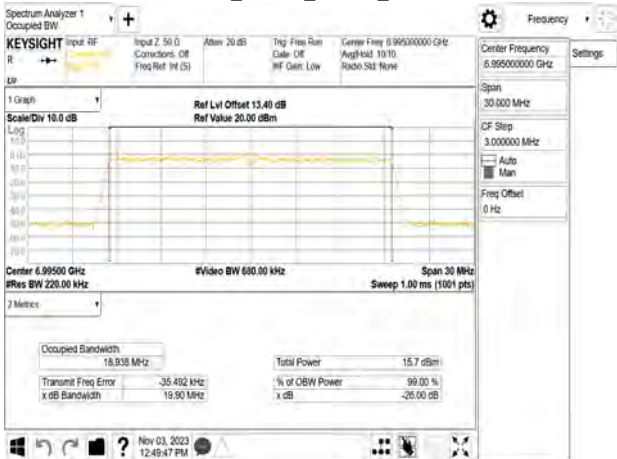 Spectrum Analyzer 1
Occupied BW
+
Frequency
KEYSIGHT
Input: RF
R
Input Z: 50 Ω
Corrections: Off
Freq Ref: Int (S)
Atten: 20 dB
Trig: Free Run
Gate: Off
#IF Gain: Low
Center Freq: 6.995000000 GHz
Avg|Hold: 10/10
Radio Std: None
Center Frequency
6.995000000 GHz
Settings
Span
30.000 MHz
CF Step
3.000000 MHz
Auto
Man
Freq Offset
0 Hz
1 Graph
Scale/Div 10.0 dB
Log
Ref Lvl Offset 13.40 dB
Ref Value 20.00 dBm
Center 6.99500 GHz
#Res BW 220.00 kHz
#Video BW 680.00 kHz
Span 30 MHz
Sweep 1.00 ms (1001 pts)
2 Metrics
Occupied Bandwidth
18.938 MHz
Total Power
15.7 dBm
Transmit Freq Error
-35.492 kHz
% of OBW Power
99.00 %
x dB Bandwidth
19.90 MHz
x dB
-26.00 dB
?
Nov 03, 2023
12:49:47 PM